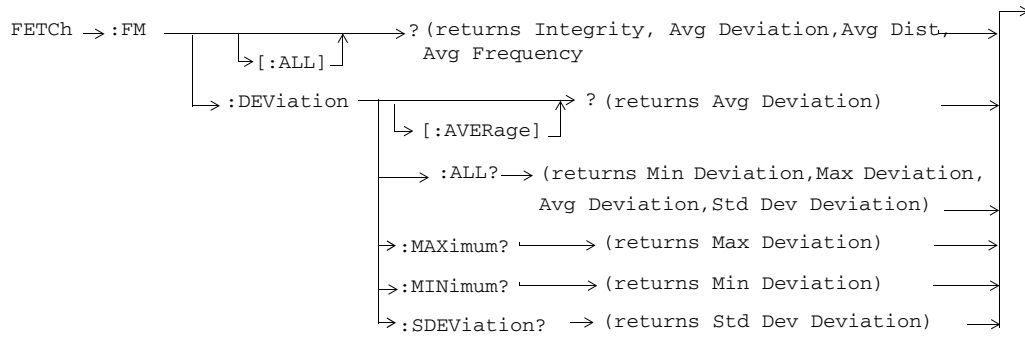 FETCh :FM ? (returns Integrity, Avg Deviation,Avg Dist,
[:ALL] Avg Frequency
:DEViation ? (returns Avg Deviation)
[:AVERage]
:ALL? (returns Min Deviation,Max Deviation,
Avg Deviation,Std Dev Deviation)
:MAXimum? (returns Max Deviation)
:MINimum? (returns Min Deviation)
:SDEViation? (returns Std Dev Deviation)